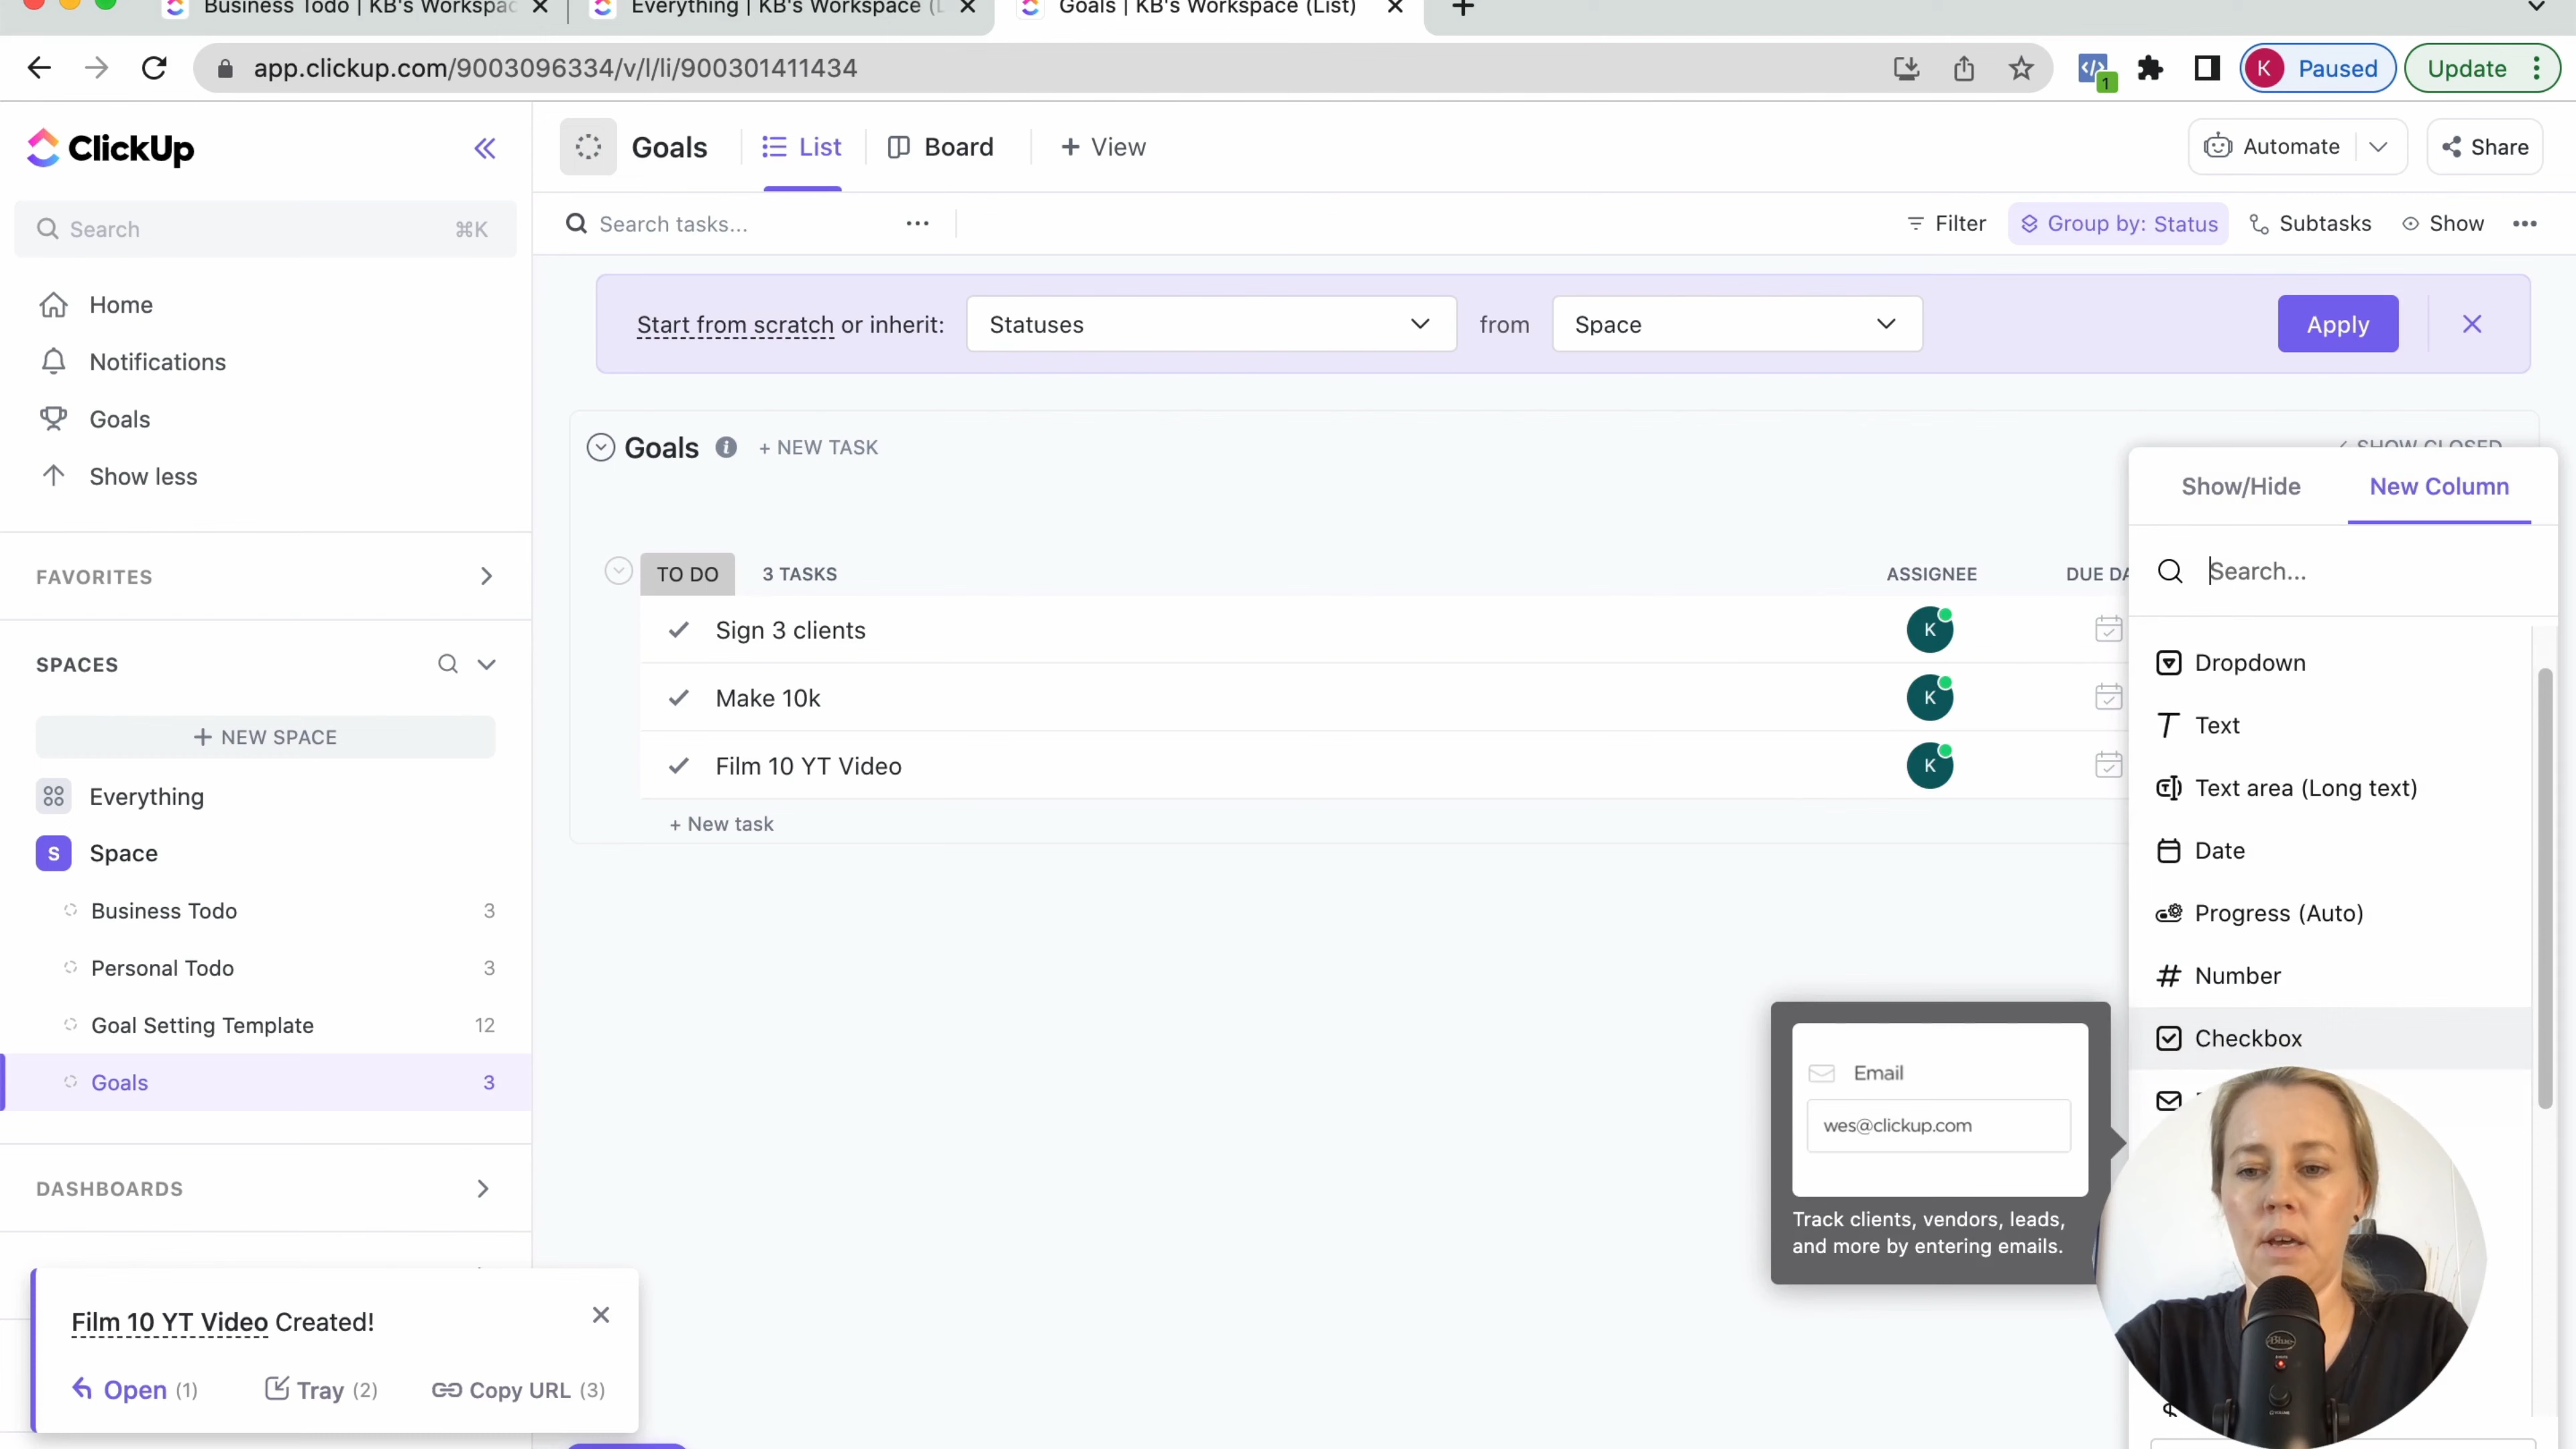 Business Todo | KB's Workspac
Everything | KB's Workspace (L
Goals | KB's Workspace (List)
app.clickup.com/9003096334/v/l/li/900301411434
1
K
Paused
Update
ClickUp
Goals
List
Board
+ View
Automate
Share
Search
⌘K
Search tasks...
Filter
Group by: Status
Subtasks
Show
Home
Notifications
Goals
Show less
Start from scratch or inherit:
Statuses
from
Space
Apply
Goals
+ NEW TASK
SHOW CLOSED
Show/Hide
New Column
Search...
FAVORITES
TO DO
3 TASKS
ASSIGNEE
DUE DA
Sign 3 clients
K
Make 10k
K
Film 10 YT Video
K
+ New task
Dropdown
Text
Text area (Long text)
Date
Progress (Auto)
Number
Checkbox
SPACES
+ NEW SPACE
Everything
S
Space
Business Todo
3
Personal Todo
3
Goal Setting Template
12
Goals
3
Email
wes@clickup.com
Track clients, vendors, leads,
and more by entering emails.
DASHBOARDS
Film 10 YT Video Created!
Open (1)
Tray (2)
Copy URL (3)
Blue